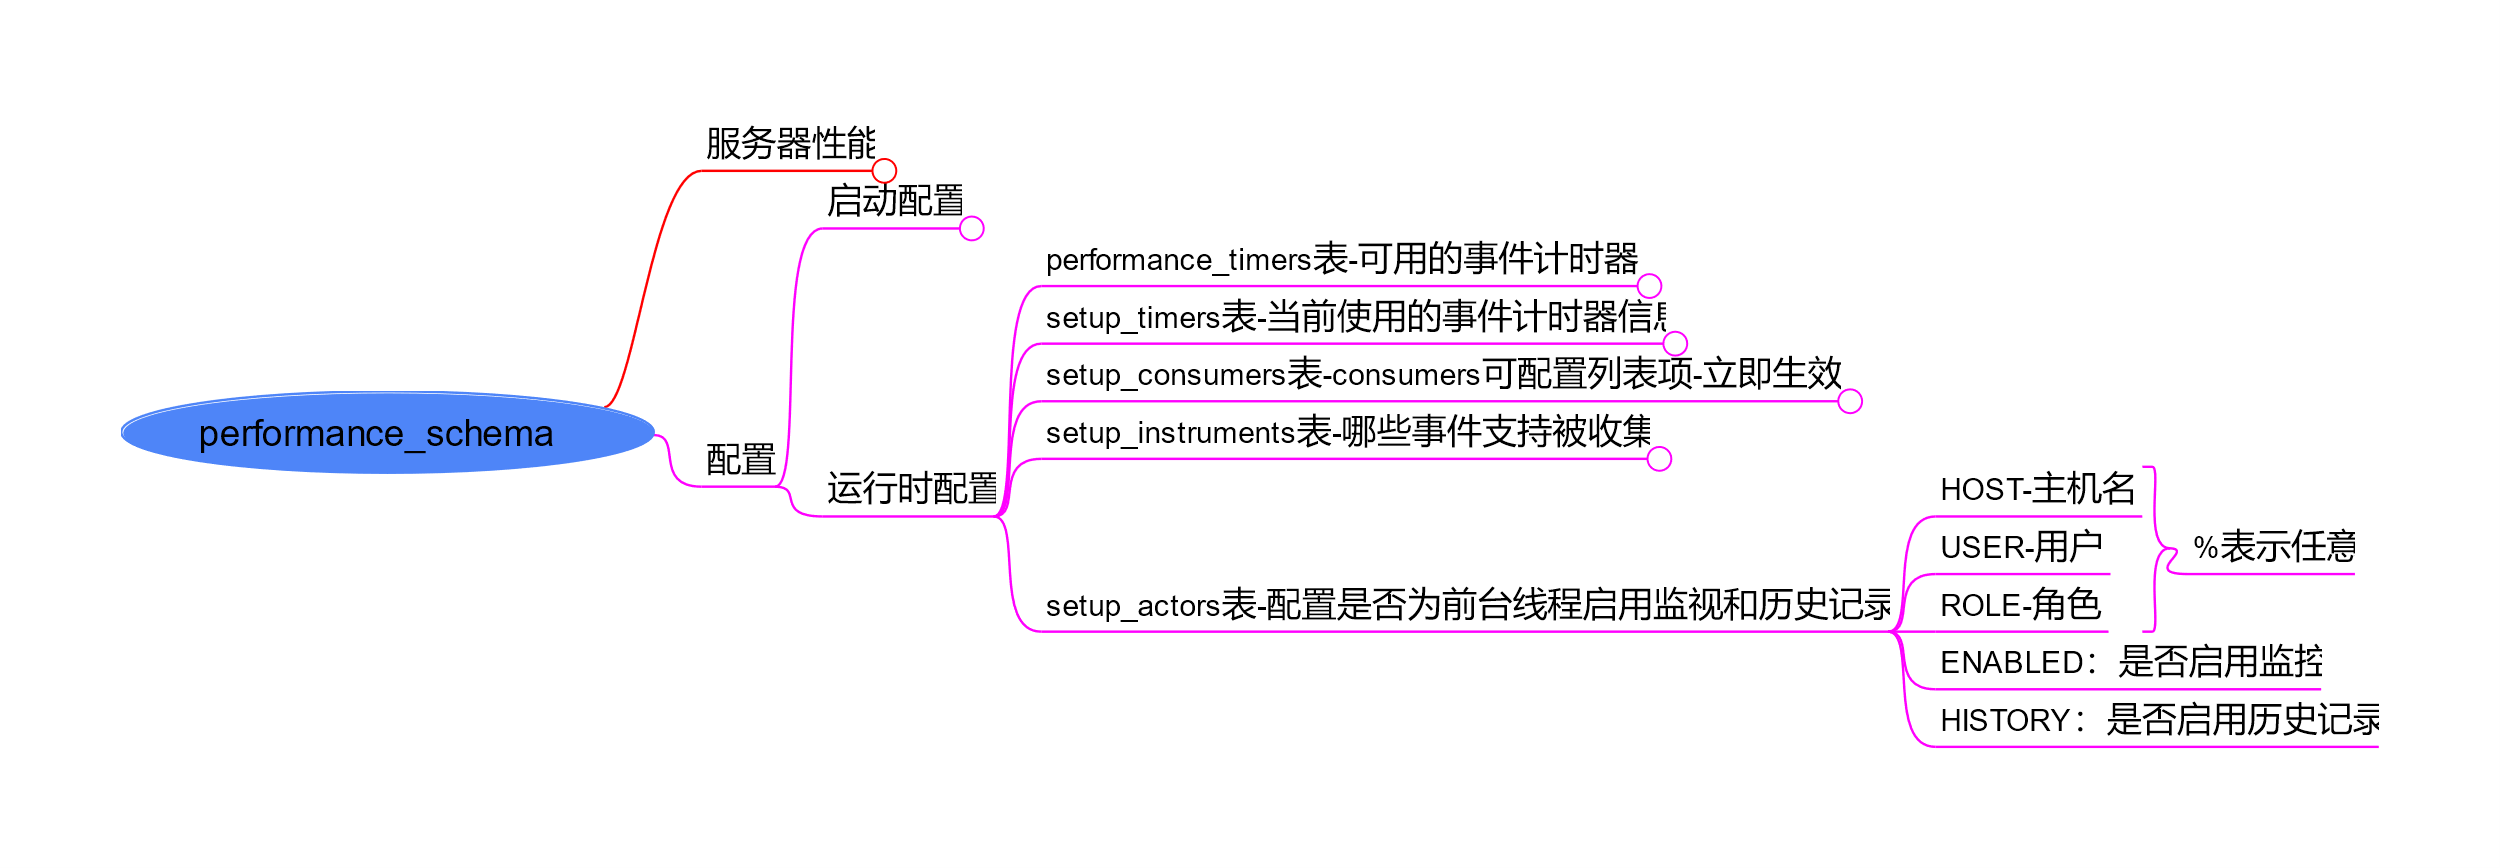 performance_schema
服务器性能
配置
启动配置
运行时配置
performance_timers表-可用的事件计时器
setup_timers表-当前使用的事件计时器信息
setup_consumers表-consumers可配置列表项-立即生效
setup_instruments表-哪些事件支持被收集
setup_actors表-配置是否为前台线程启用监视和历史记录
HOST-主机名
USER-用户
ROLE-角色
%表示任意
ENABLED：是否启用监控
HISTORY：是否启用历史记录